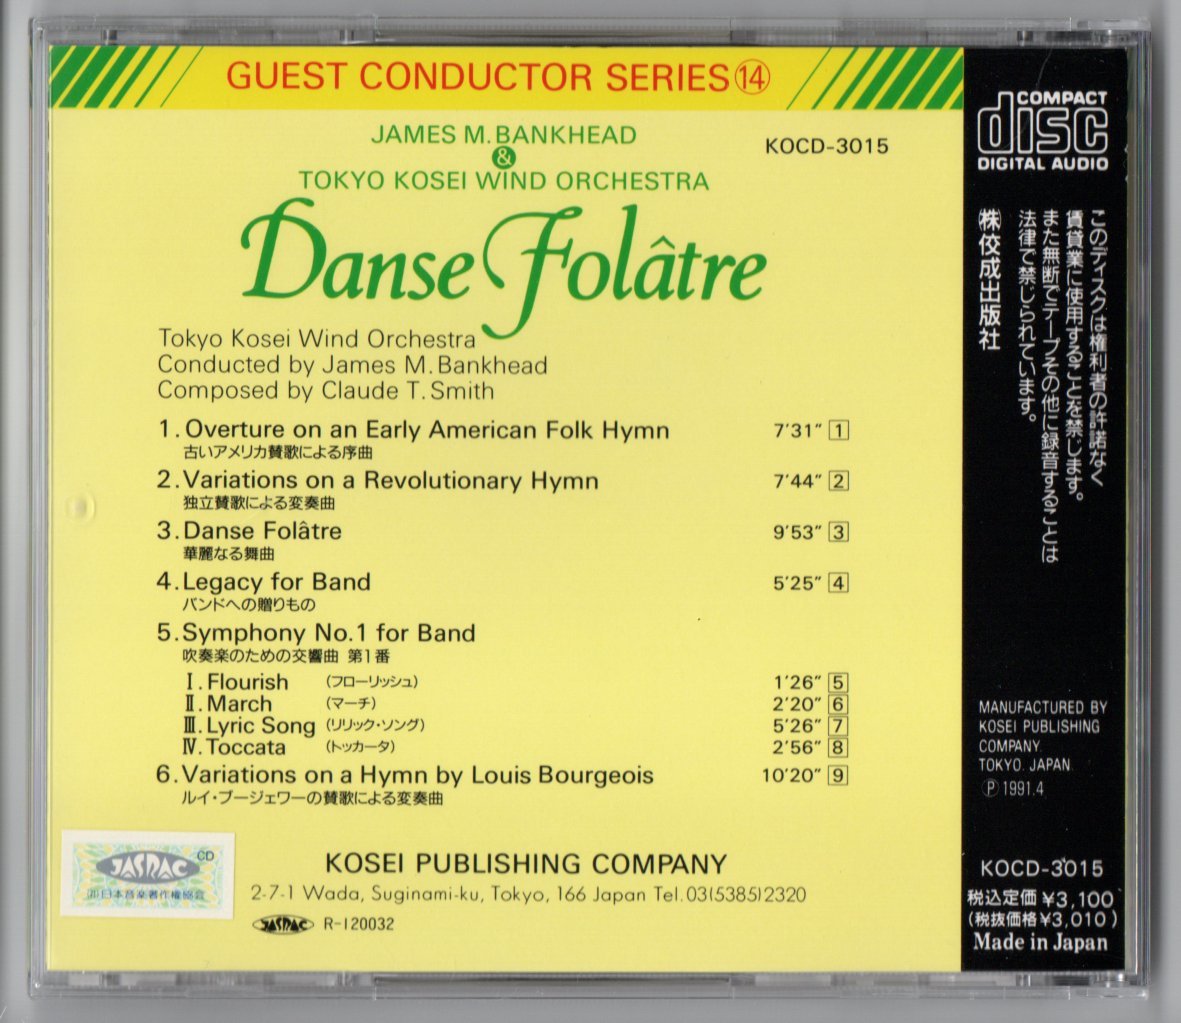 GUEST CONDUCTOR SERIES⑭
JAMES M. BANKHEAD
&
TOKYO KOSEI WIND ORCHESTRA
KOCD-3015
Danse Folâtre
Tokyo Kosei Wind Orchestra
Conducted by James M. Bankhead
Composed by Claude T. Smith
1. Overture on an Early American Folk Hymn 7'31" 1
古いアメリカ賛歌による序曲
2. Variations on a Revolutionary Hymn 7'44" 2
独立賛歌による変奏曲
3. Danse Folâtre 9'53" 3
華麗なる舞曲
4. Legacy for Band 5'25" 4
バンドへの贈りもの
5. Symphony No.1 for Band
吹奏楽のための交響曲 第1番
Ⅰ. Flourish (フローリッシュ) 1'26" 5
Ⅱ. March (マーチ) 2'20" 6
Ⅲ. Lyric Song (リリック・ソング) 5'26" 7
Ⅳ. Toccata (トッカータ) 2'56" 8
6. Variations on a Hymn by Louis Bourgeois 10'20" 9
ルイ・ブージェワーの賛歌による変奏曲
JASRAC CD
(社)日本音楽著作権協会
KOSEI PUBLISHING COMPANY
2-7-1 Wada, Suginami-ku, Tokyo, 166 Japan Tel. 03(5385)2320
JASRAC R-120032
COMPACT
disc
DIGITAL AUDIO
このディスクは権利者の許諾なく
賃貸業に使用することを禁じます。
また無断でテープその他に録音することは
法律で禁じられています。
㈱佼成出版社
MANUFACTURED BY
KOSEI PUBLISHING
COMPANY.
TOKYO. JAPAN.
Ⓟ 1991.4
KOCD-3015
税込定価¥3,100
(税抜価格¥3,010)
Made in Japan